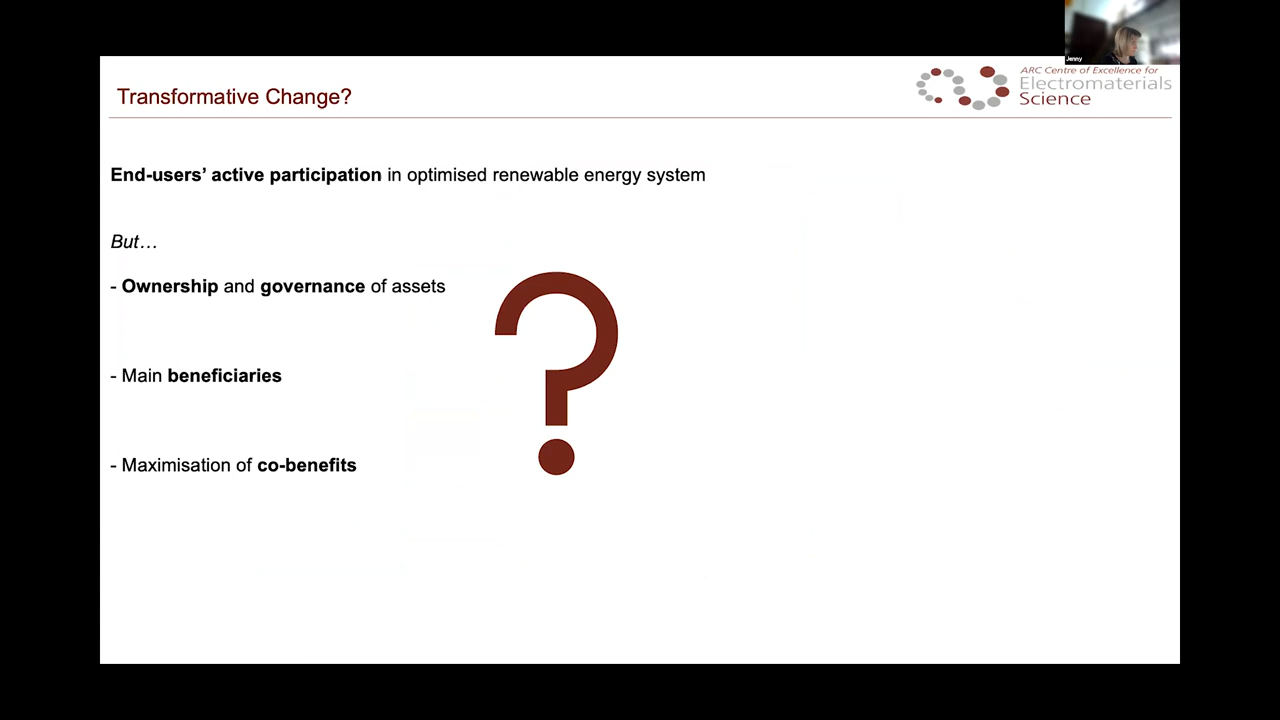 Jenny
Transformative Change?
ARC Centre of Excellence for
Electromaterials
Science
End-users’ active participation in optimised renewable energy system
But…
- Ownership and governance of assets
- Main beneficiaries
- Maximisation of co-benefits
?